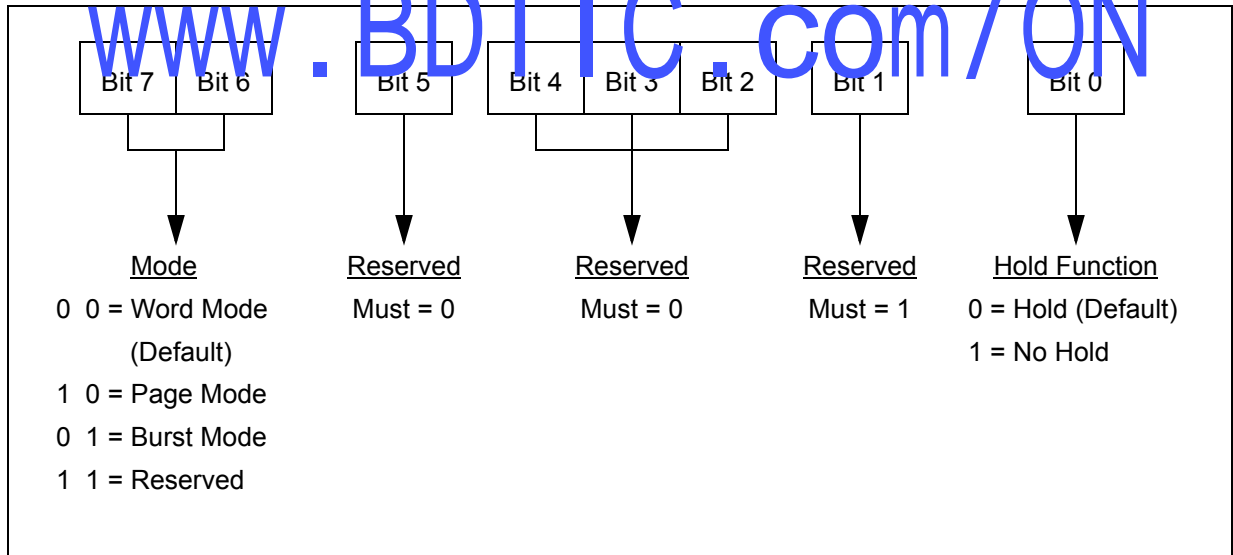 www.BDTIC.com/ON
Bit 7 Bit 6 Bit 5 Bit 4 Bit 3 Bit 2 Bit 1 Bit 0
Mode Reserved Reserved Reserved Hold Function
0 0 = Word Mode Must = 0 Must = 0 Must = 1 0 = Hold (Default)
(Default) 1 = No Hold
1 0 = Page Mode
0 1 = Burst Mode
1 1 = Reserved